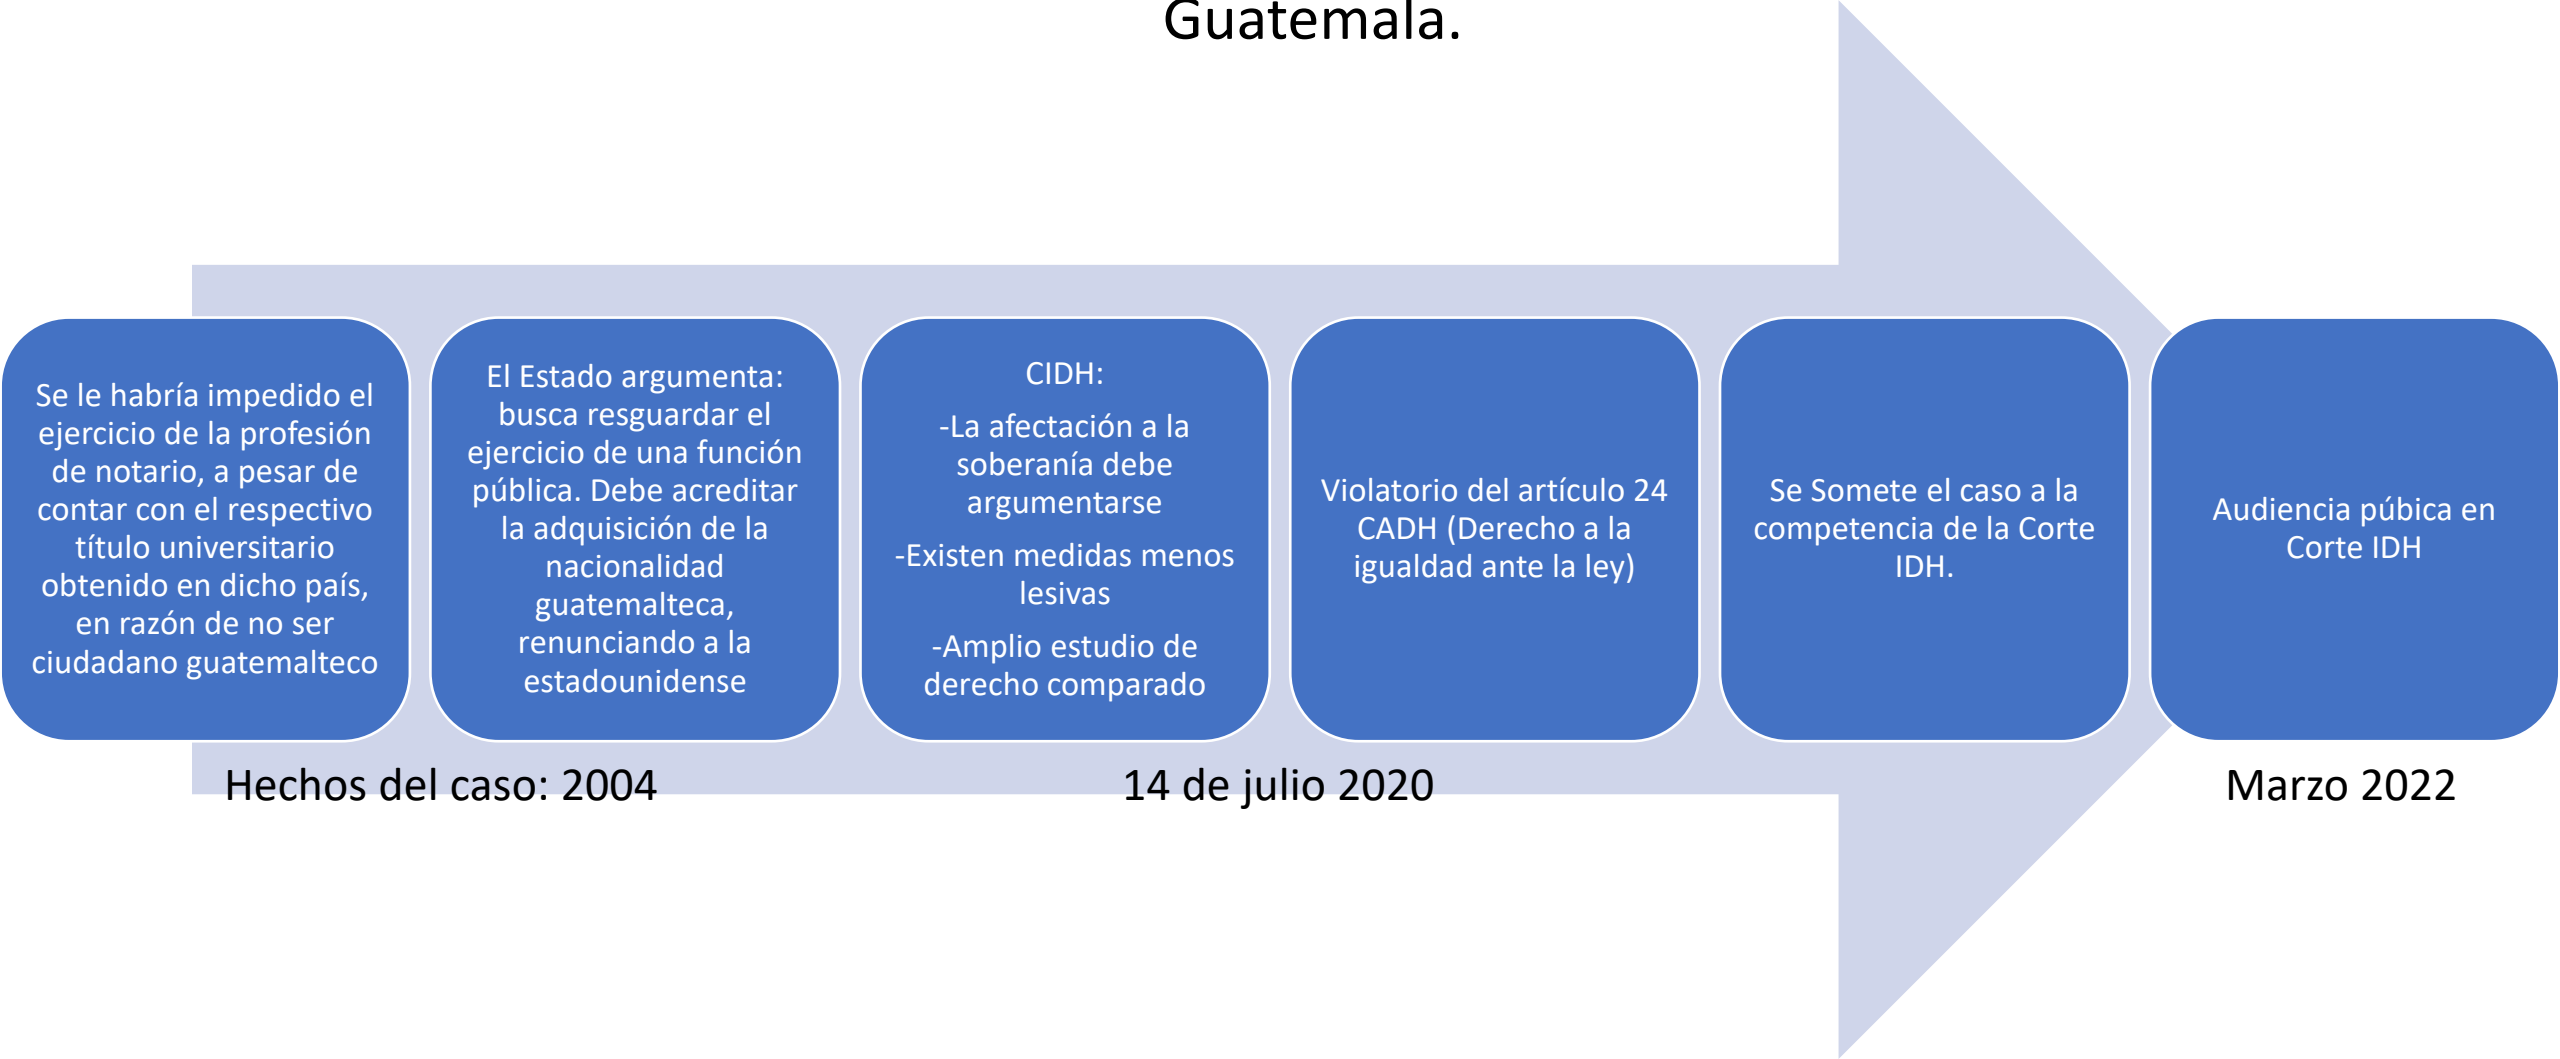 Guatemala.
Se le habría impedido el
ejercicio de la profesión
de notario, a pesar de
contar con el respectivo
título universitario
obtenido en dicho país,
en razón de no ser
ciudadano guatemalteco
El Estado argumenta:
busca resguardar el
ejercicio de una función
pública. Debe acreditar
la adquisición de la
nacionalidad
guatemalteca,
renunciando a la
estadounidense
CIDH:
-La afectación a la
soberanía debe
argumentarse
-Existen medidas menos
lesivas
-Amplio estudio de
derecho comparado
Violatorio del artículo 24
CADH (Derecho a la
igualdad ante la ley)
Se Somete el caso a la
competencia de la Corte
IDH.
Audiencia púbica en
Corte IDH
Hechos del caso: 2004
14 de julio 2020
Marzo 2022